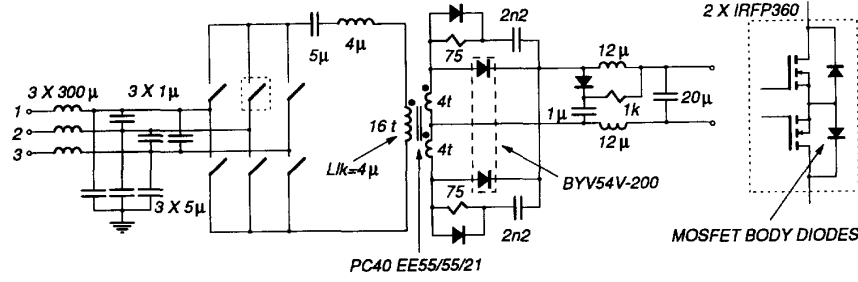 2 X IRFP360
5μ
4μ
75
2n2
12μ
3 X 300μ
3 X 1μ
1
2
3
16 t
4t
4t
1μ
1k
20μ
12μ
Llk=4μ
75
BYV54V-200
3 X 5μ
2n2
MOSFET BODY DIODES
PC40 EE55/55/21